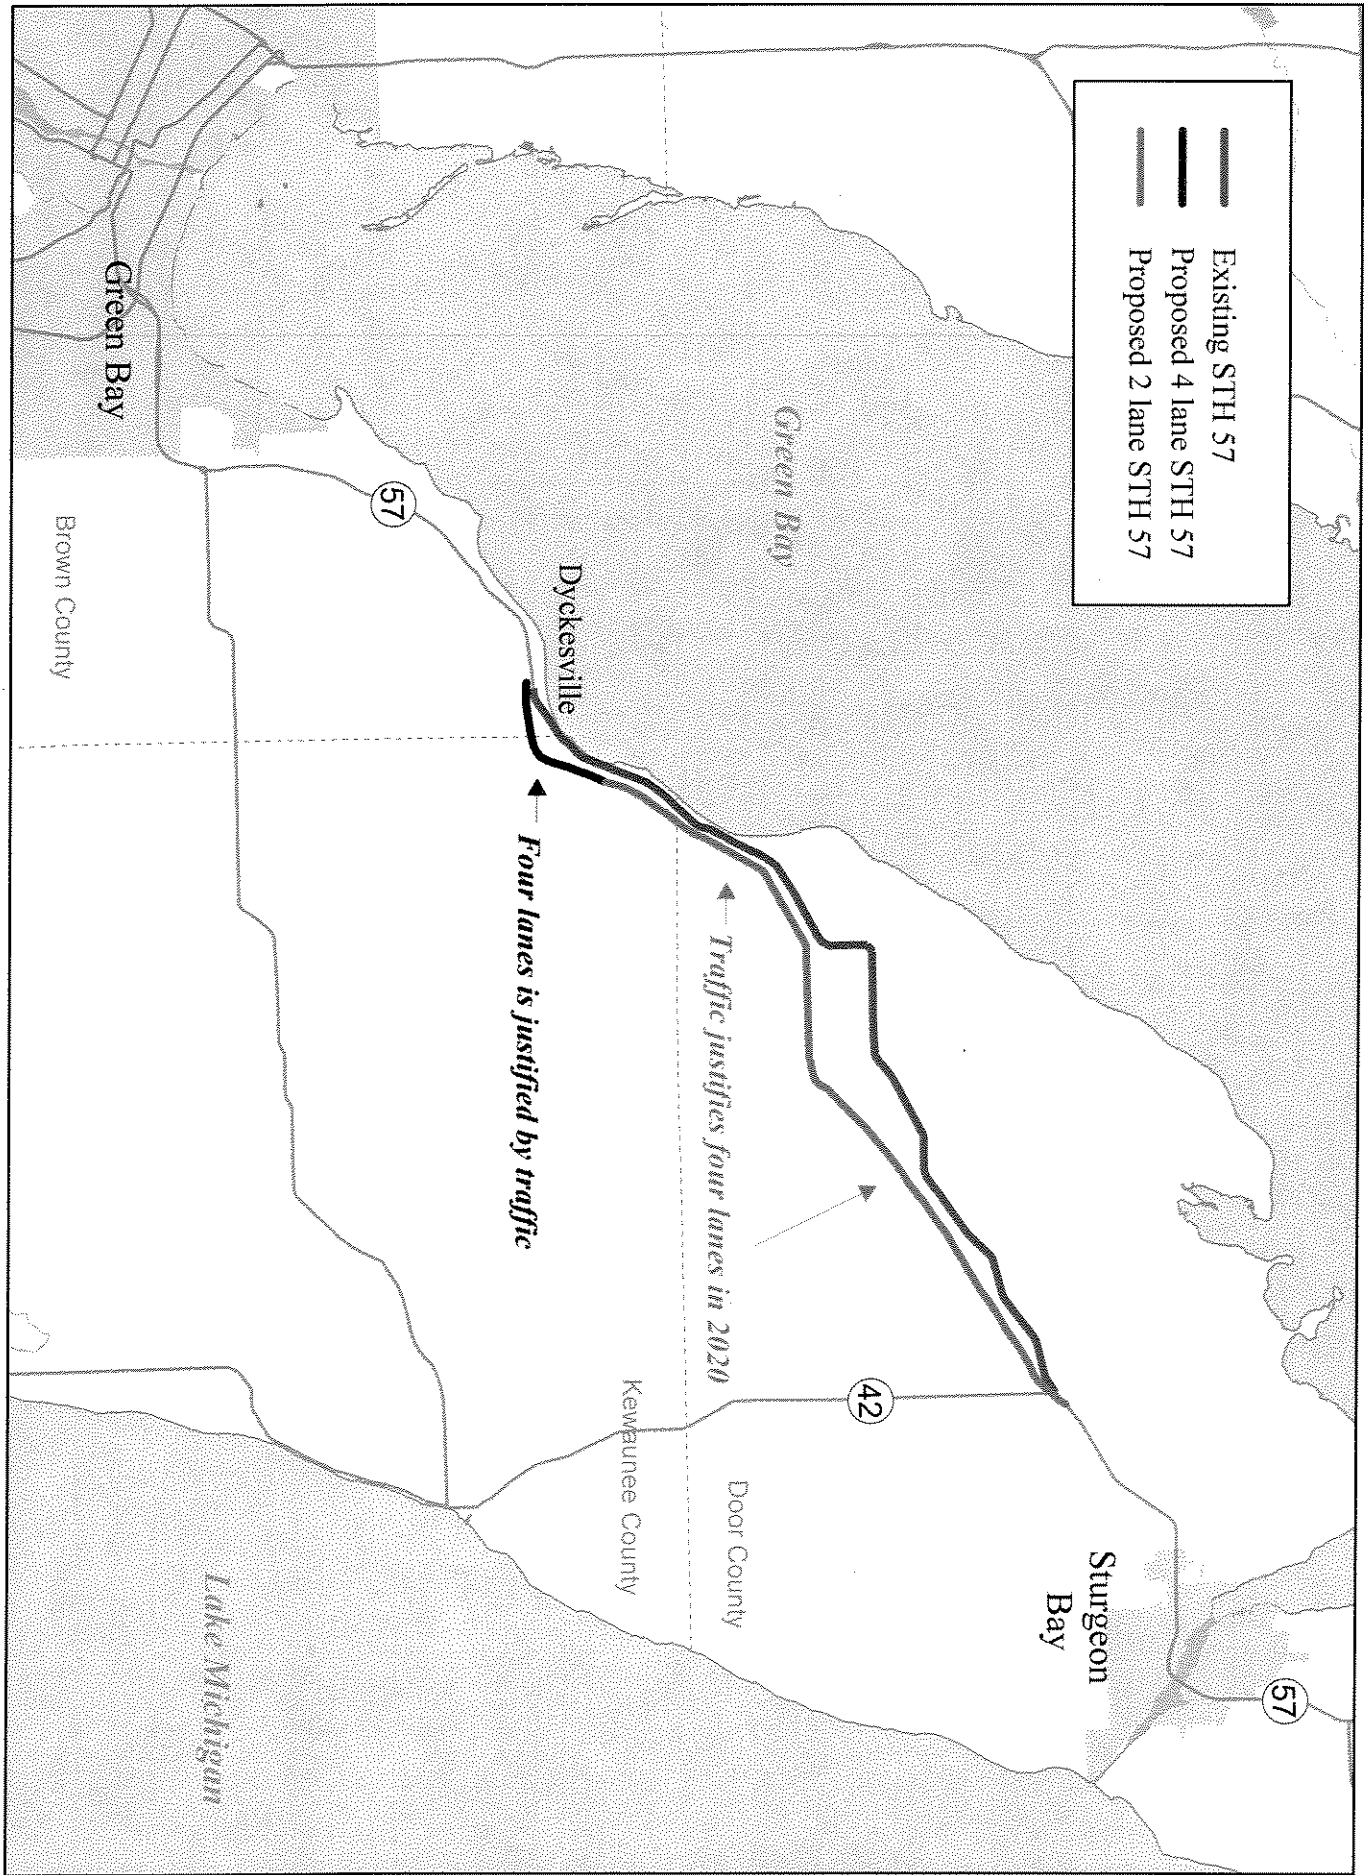 Existing STH 57
Proposed 4 lane STH 57
Proposed 2 lane STH 57
57
Sturgeon
Bay
Green Bay
42
Door County
Traffic justifies four lanes in 2020
Kewaunee County
Dyckesville
Four lanes is justified by traffic
57
Lake Michigan
Green Bay
Brown County